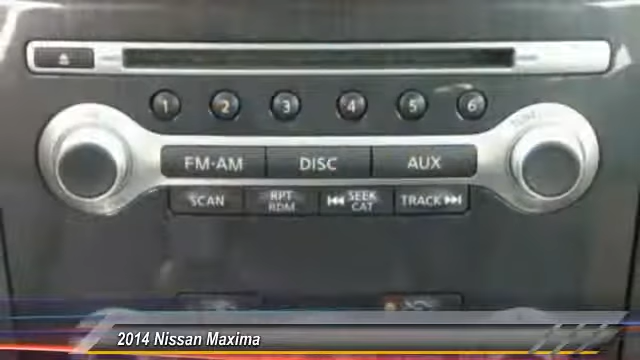 1 2 3 4 5 6
FM·AM DISC AUX
SCAN RPT RDM SEEK CAT TRACK
2014 Nissan Maxima